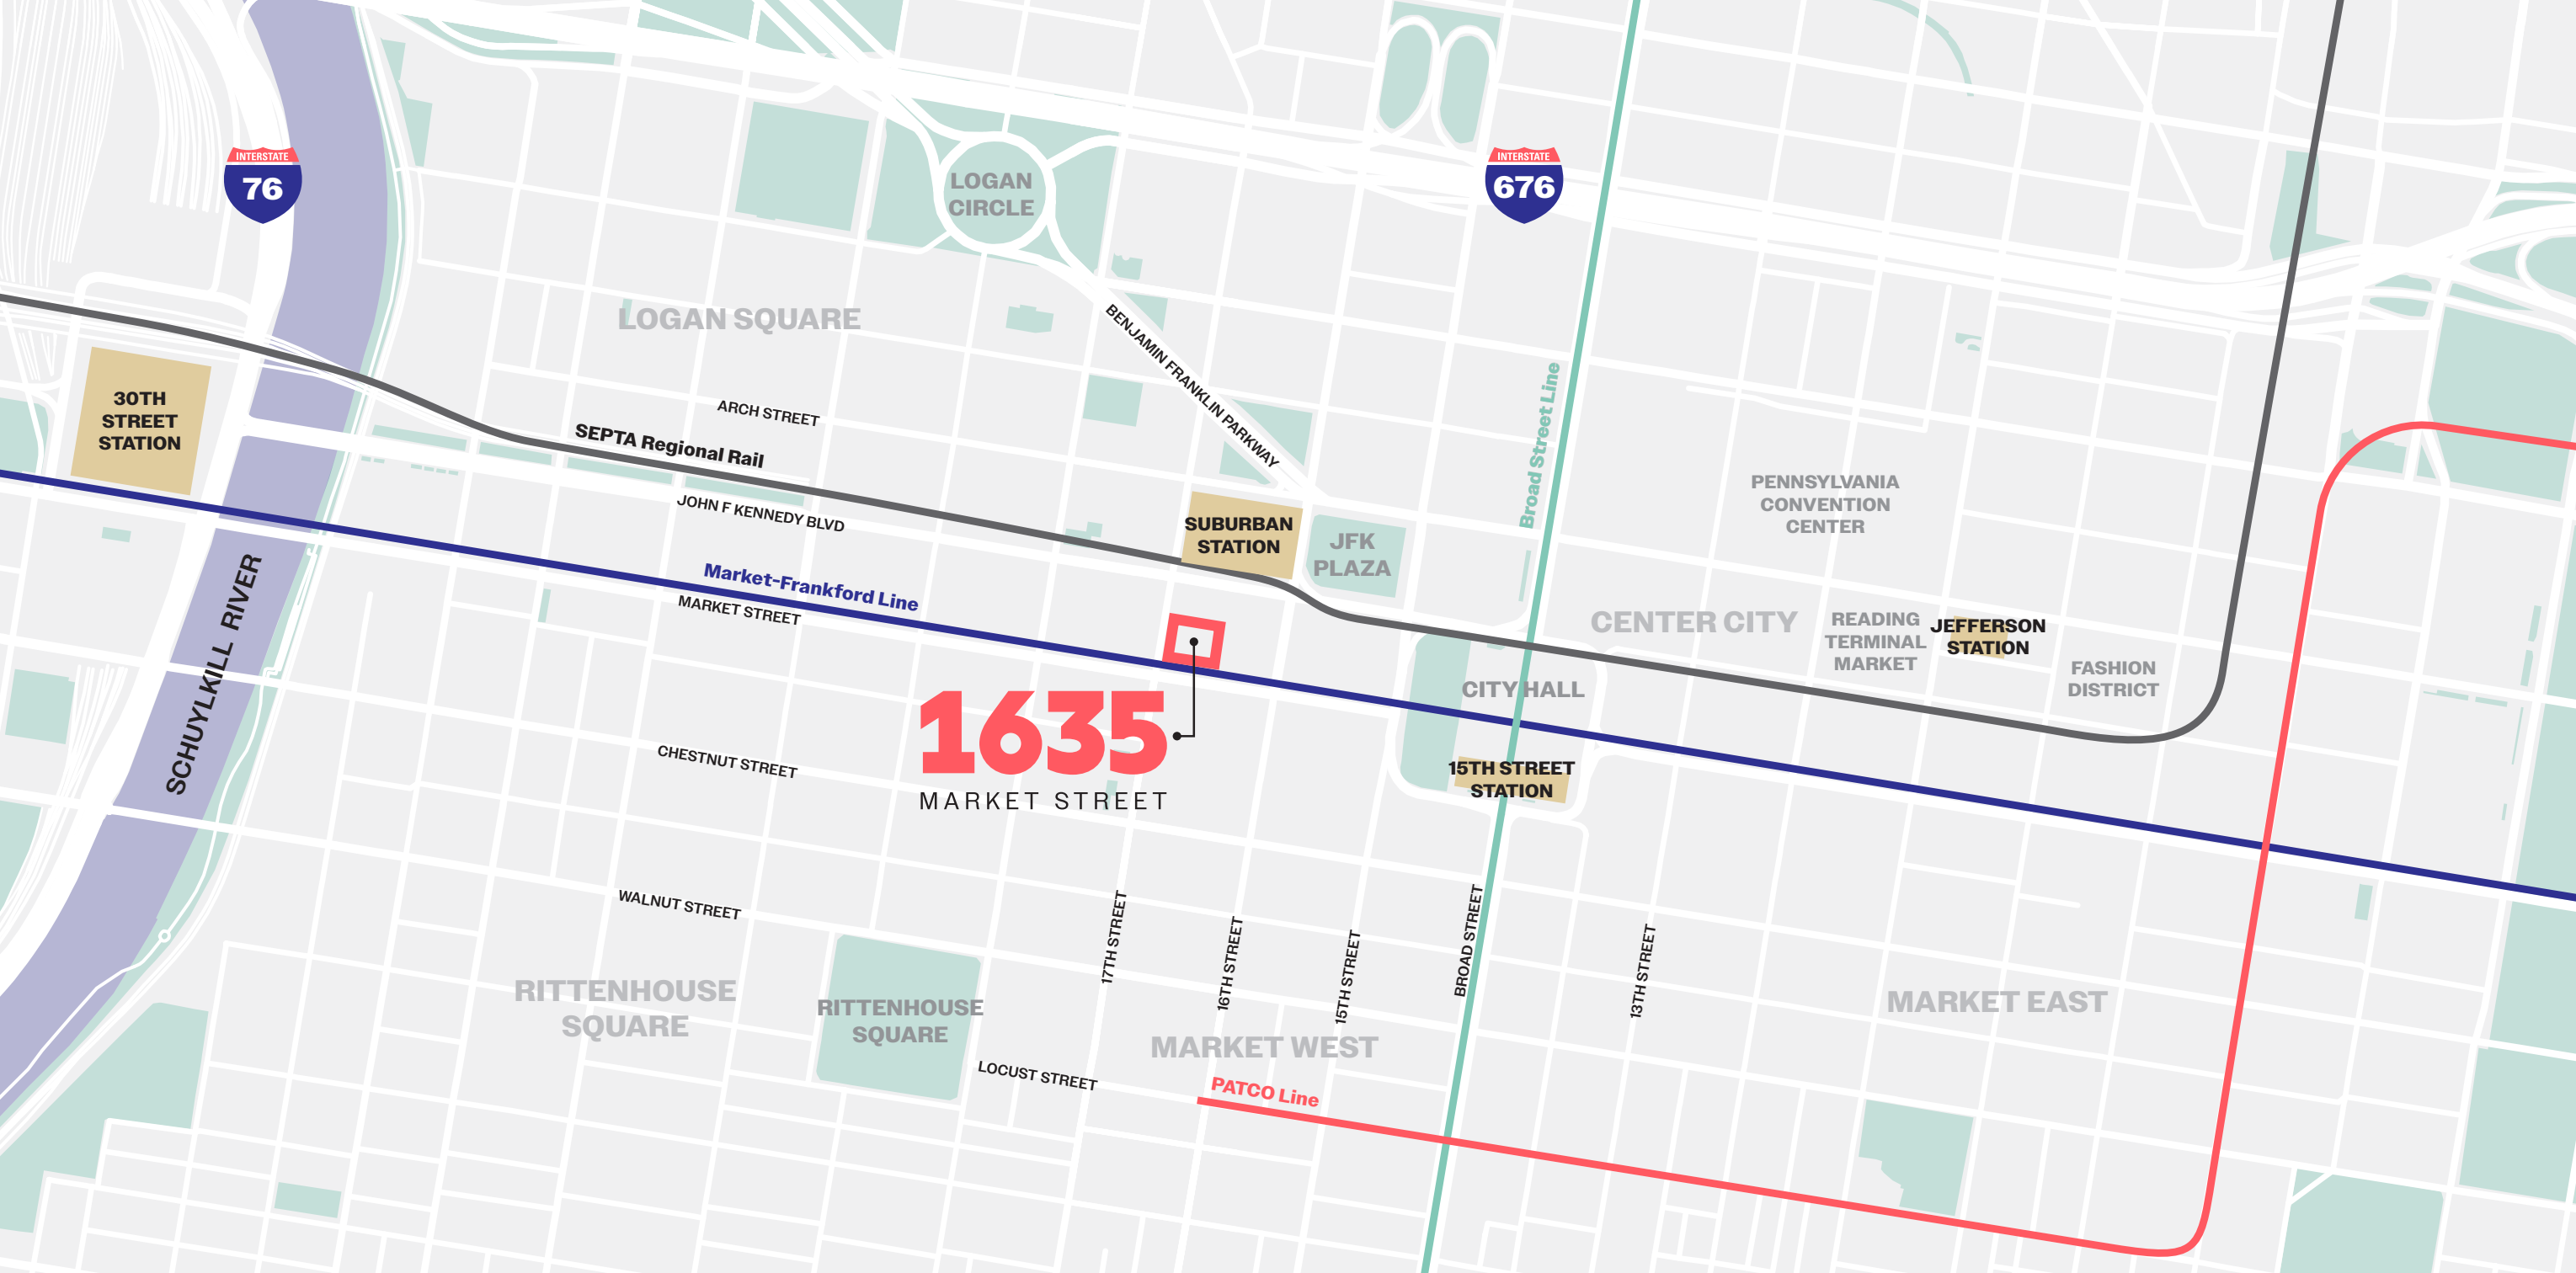 INTERSTATE
76
INTERSTATE
676
LOGAN
CIRCLE
LOGAN SQUARE
BENJAMIN FRANKLIN PARKWAY
30TH
STREET
STATION
ARCH STREET
SEPTA Regional Rail
JOHN F KENNEDY BLVD
Broad Street Line
PENNSYLVANIA
CONVENTION
CENTER
SUBURBAN
STATION
JFK
PLAZA
Market-Frankford Line
MARKET STREET
CENTER CITY
READING
TERMINAL
MARKET
JEFFERSON
STATION
FASHION
DISTRICT
SCHUYLKILL RIVER
CITY HALL
1635
MARKET STREET
CHESTNUT STREET
15TH STREET
STATION
WALNUT STREET
17TH STREET
16TH STREET
15TH STREET
BROAD STREET
13TH STREET
RITTENHOUSE
SQUARE
RITTENHOUSE
SQUARE
MARKET EAST
MARKET WEST
LOCUST STREET
PATCO Line